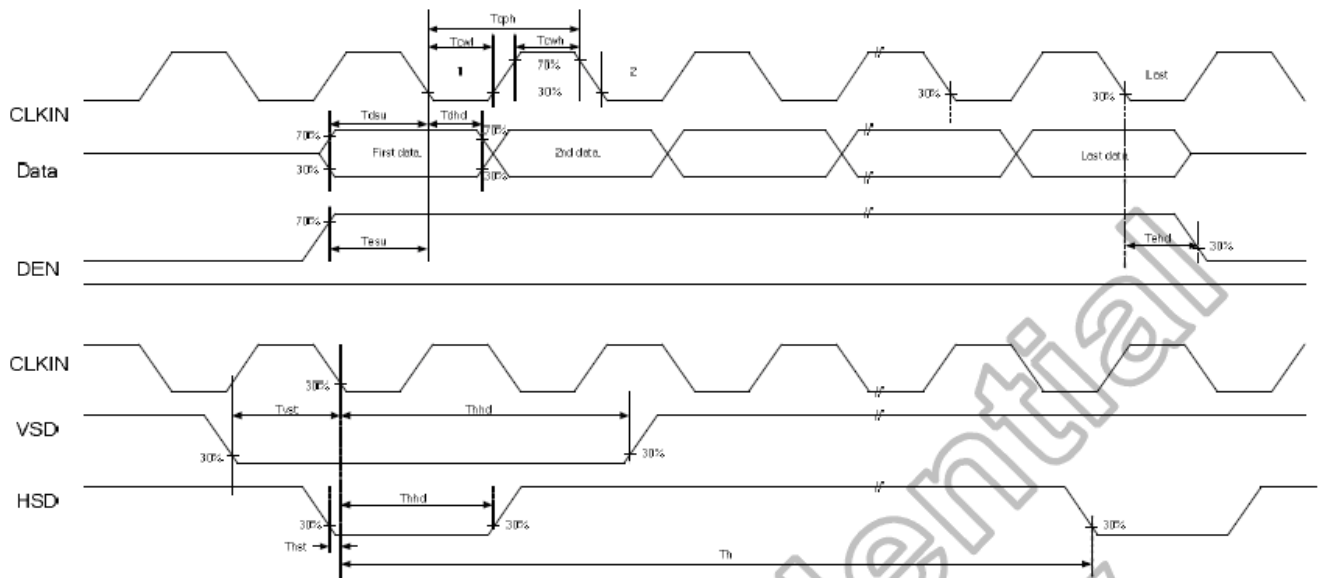 Tcph
Tcwl Tcwh
1 70% 2 Last
30% 30% 30%
CLKIN
Tdsu Tdhd
70% 70%
First data 2nd data Last data
Data
30% 30%
70%
Tesu Tehd
30%
DEN
CLKIN
30%
Tvst Thhd
VSD
30% 30%
Thhd
HSD
30% 30% 30%
Thst
Th
dential